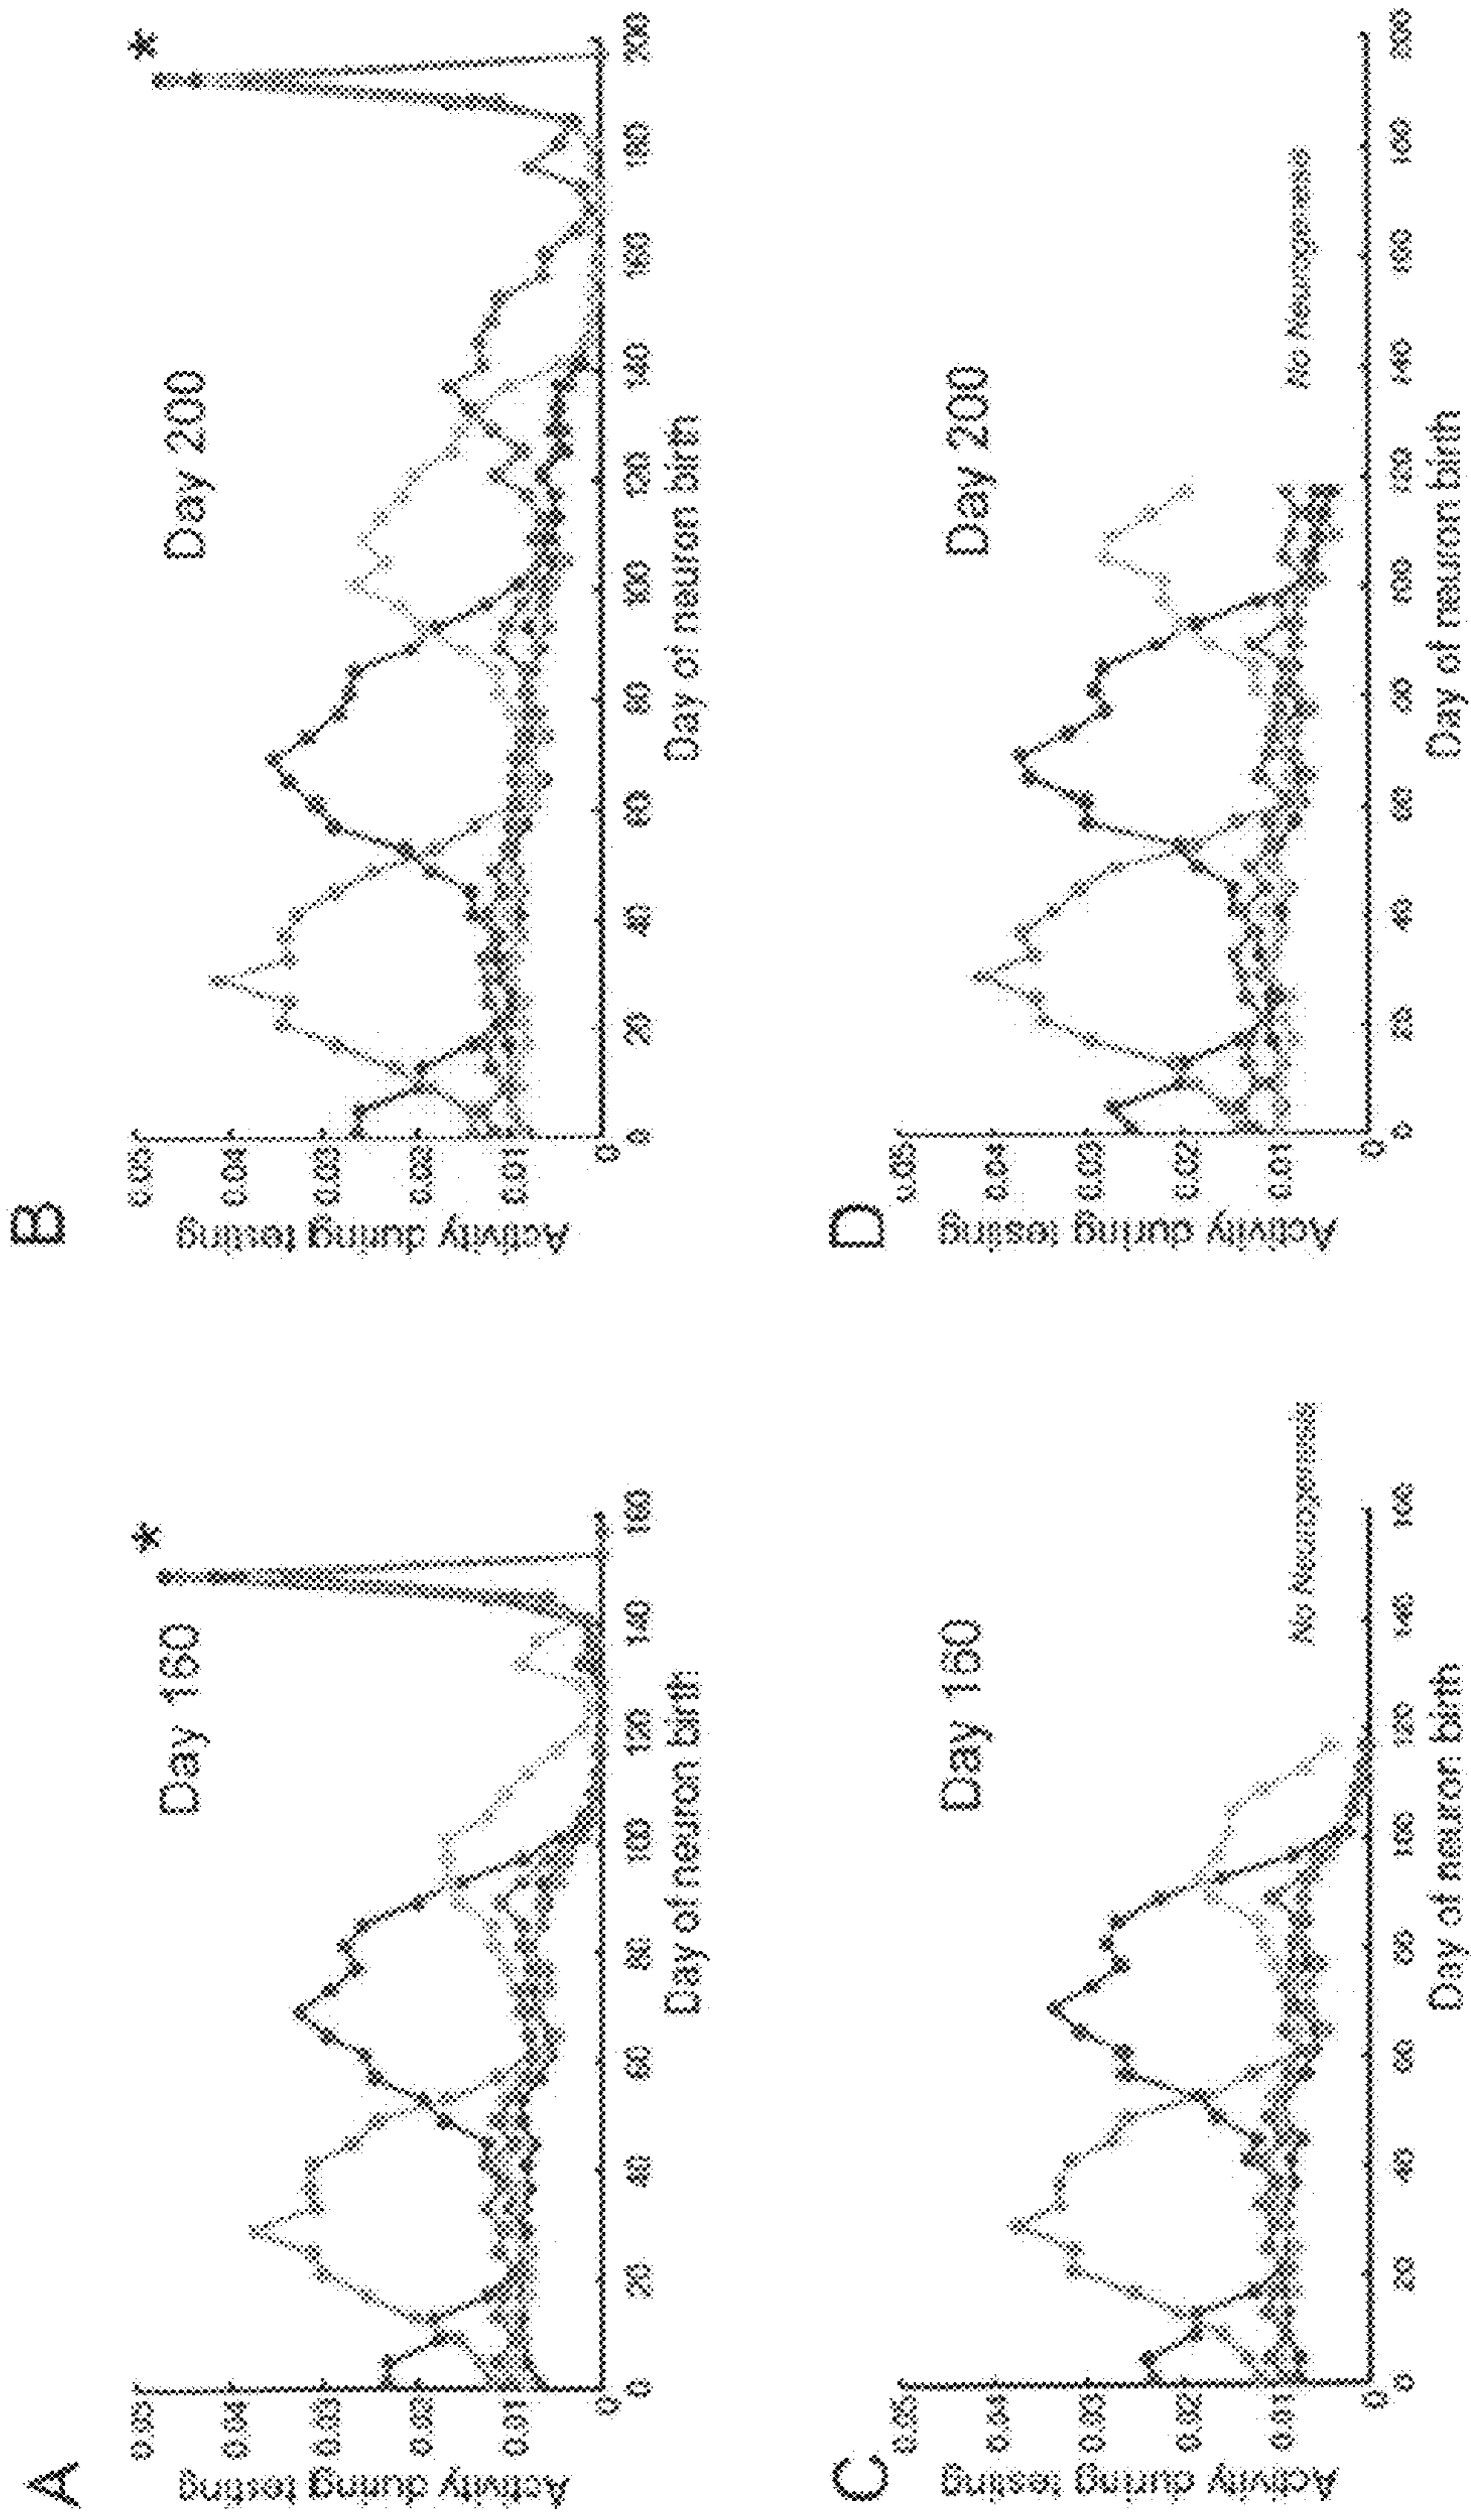 A
Day 160
*
Activity during testing
0.05
0.04
0.03
0.02
0.01
0
0 20 40 60 80 100 120 140 160
Day of neuron birth
B
Day 200
*
Activity during testing
0.05
0.04
0.03
0.02
0.01
0
0 20 40 60 80 100 120 140 160 180 200
Day of neuron birth
C
Day 160
No Neurogenesis
Activity during testing
0.05
0.04
0.03
0.02
0.01
0
0 20 40 60 80 100 120 140 160
Day of neuron birth
D
Day 200
No Neurogenesis
Activity during testing
0.05
0.04
0.03
0.02
0.01
0
0 20 40 60 80 100 120 140 160 180 200
Day of neuron birth